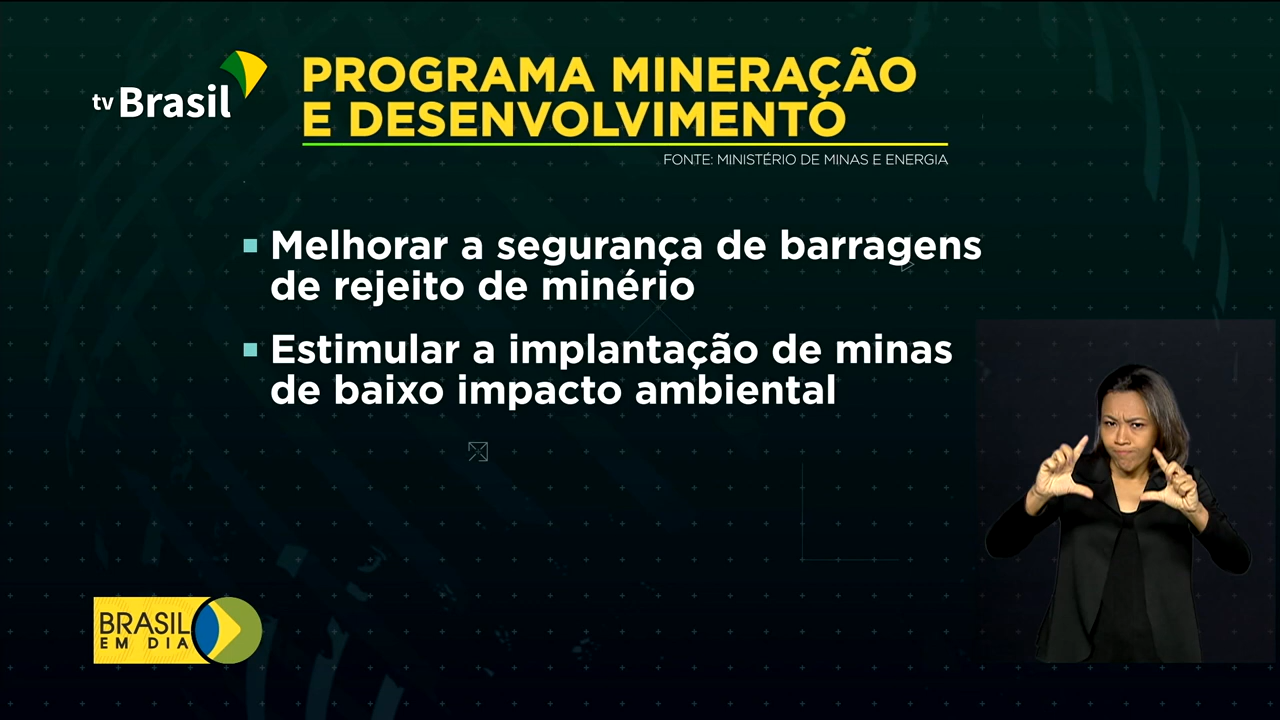 tv Brasil
PROGRAMA MINERAÇÃO
E DESENVOLVIMENTO
FONTE: MINISTÉRIO DE MINAS E ENERGIA
Melhorar a segurança de barragens
de rejeito de minério
Estimular a implantação de minas
de baixo impacto ambiental
BRASIL
EM DIA